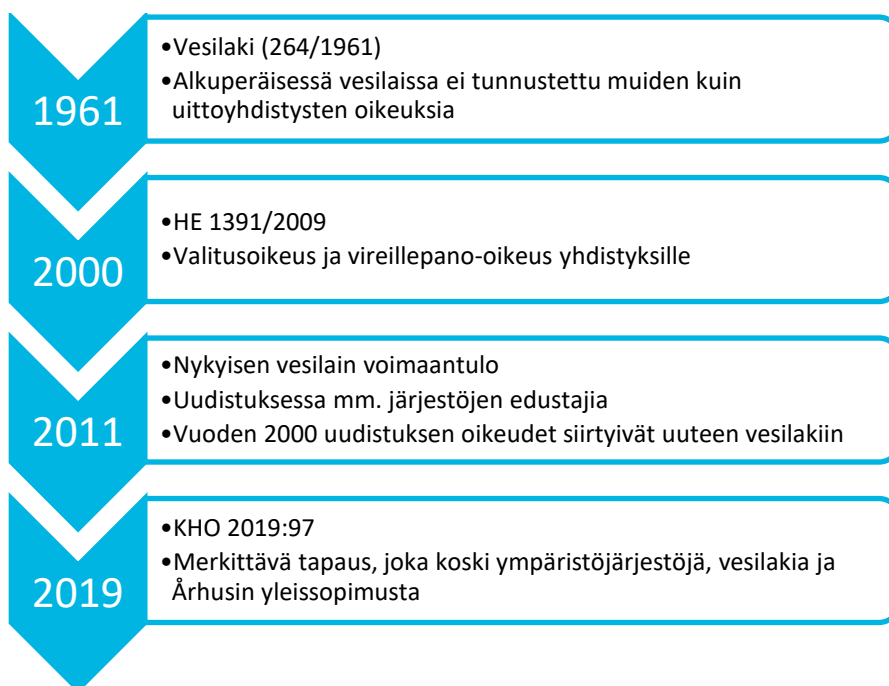 1961
•Vesilaki (264/1961)
•Alkuperäisessä vesilaissa ei tunnustettu muiden kuin
uittoyhdistysten oikeuksia
2000
•HE 1391/2009
•Valitusoikeus ja vireillepano-oikeus yhdistyksille
2011
•Nykyisen vesilain voimaantulo
•Uudistuksessa mm. järjestöjen edustajia
•Vuoden 2000 uudistuksen oikeudet siirtyivät uuteen vesilakiin
2019
•KHO 2019:97
•Merkittävä tapaus, joka koski ympäristöjärjestöjä, vesilakia ja
Århusin yleissopimusta